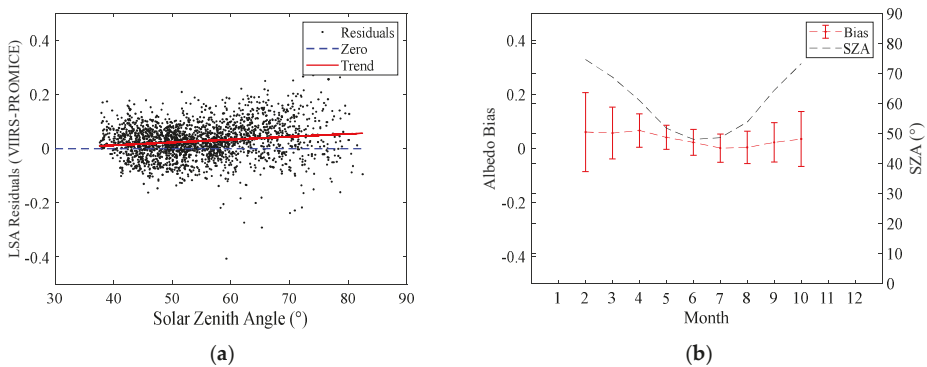 0.4
0.2
0
-0.2
-0.4
LSA Residuals ( VIIRS-PROMICE)
Residuals
Zero
Trend
30 40 50 60 70 80 90
Solar Zenith Angle (°)
(a)
0.4
0.2
0
-0.2
-0.4
Albedo Bias
Bias
SZA
90
80
70
60
50
40
30
20
10
0
SZA (°)
1 2 3 4 5 6 7 8 9 10 11 12
Month
(b)